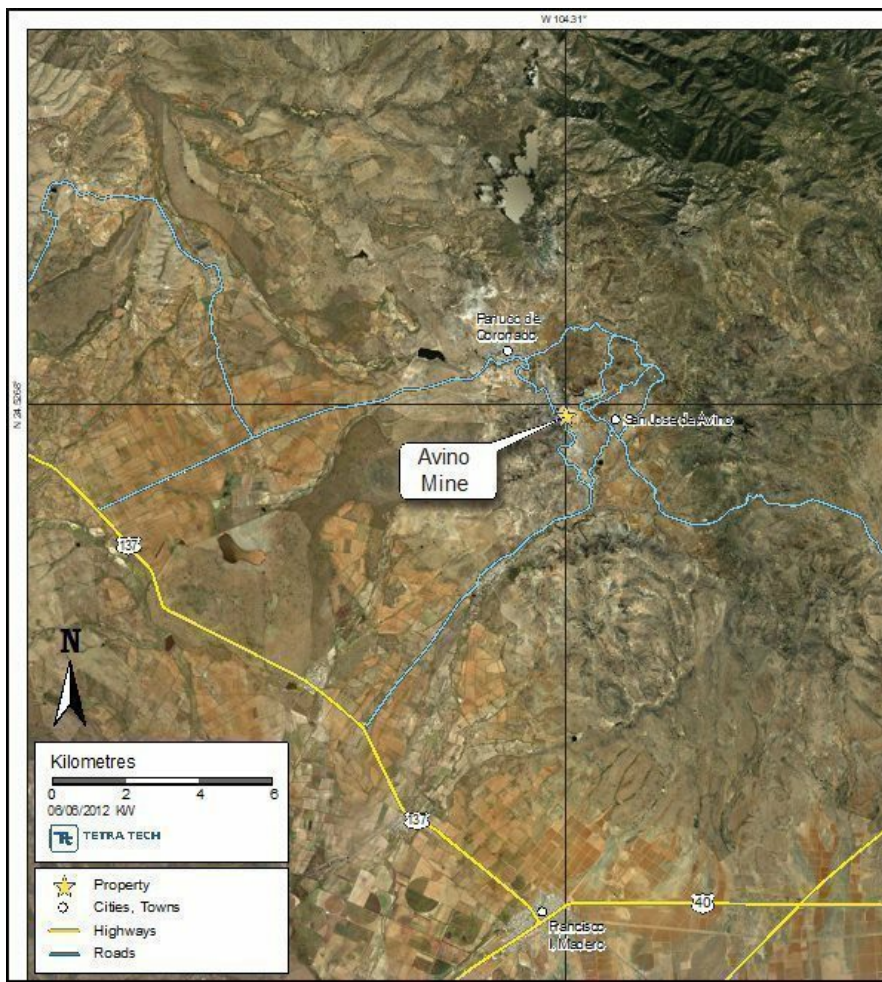 W 104.31°
N 24.5268°
Panuco de
Coronado
San Jose de Avino
Avino
Mine
137
N
Kilometres
0 2 4 6
06/06/2012 KW
Tt TETRA TECH
137
40
Property
Cities, Towns
Highways
Roads
Francisco
I. Madero